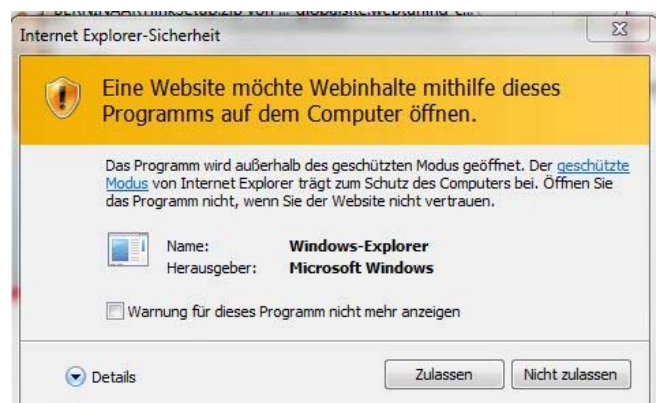 Internet Explorer-Sicherheit
Eine Website möchte Webinhalte mithilfe dieses
Programms auf dem Computer öffnen.
Das Programm wird außerhalb des geschützten Modus geöffnet. Der geschützte
Modus von Internet Explorer trägt zum Schutz des Computers bei. Öffnen Sie
das Programm nicht, wenn Sie der Website nicht vertrauen.
Name: Windows-Explorer
Herausgeber: Microsoft Windows
Warnung für dieses Programm nicht mehr anzeigen
Details
Zulassen
Nicht zulassen